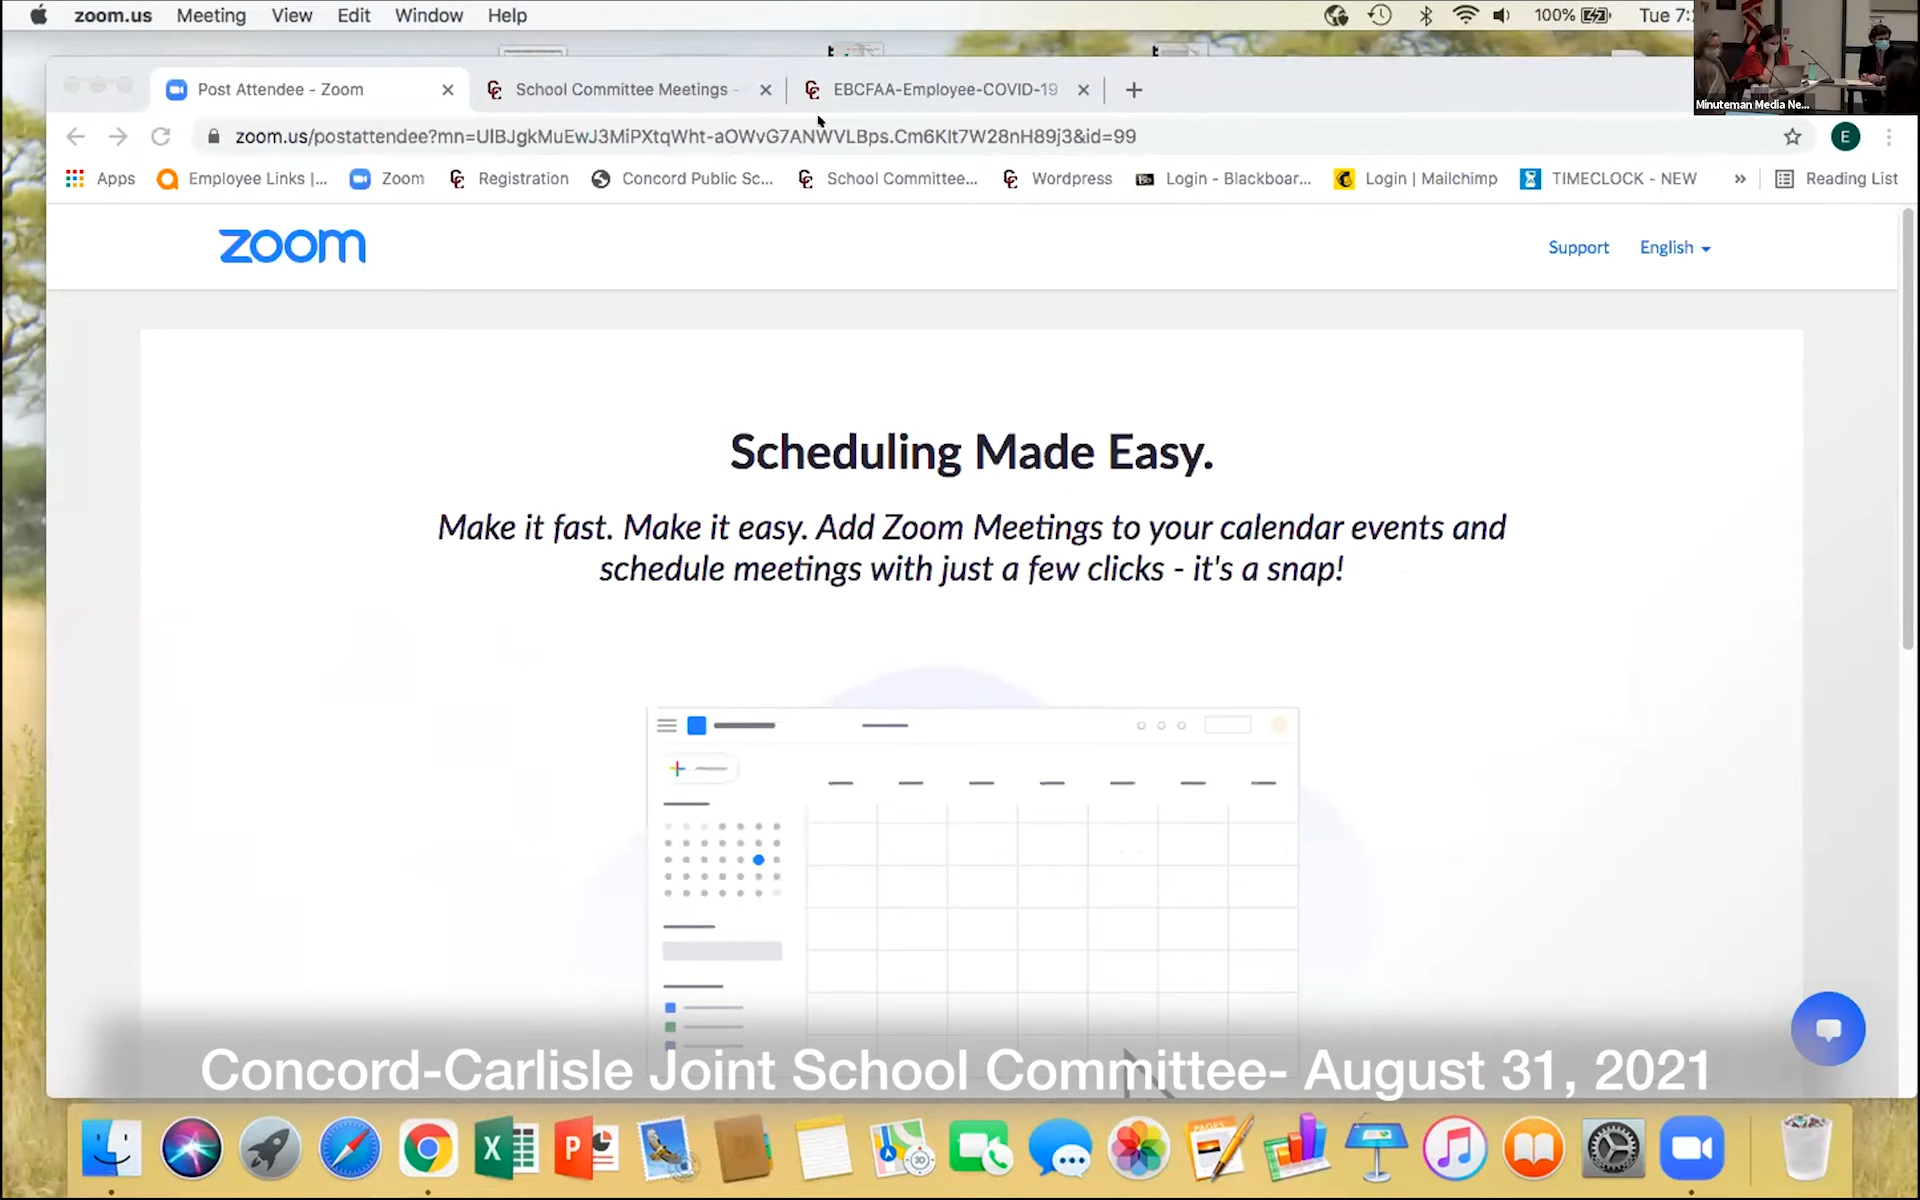 zoom.us Meeting View Edit Window Help 100% Tue 7:
Minuteman Media Ne...
Post Attendee - Zoom School Committee Meetings - EBCFAA-Employee-COVID-19
zoom.us/postattendee?mn=UlBJgkMuEwJ3MiPXtqWht-aOWvG7ANWVLBps.Cm6KIt7W28nH89j3&id=99 E
Apps Employee Links |... Zoom Registration Concord Public Sc... School Committee... Wordpress Login - Blackboar... Login | Mailchimp TIMECLOCK - NEW » Reading List
zoom Support English
Scheduling Made Easy.
Make it fast. Make it easy. Add Zoom Meetings to your calendar events and
schedule meetings with just a few clicks - it's a snap!
Concord-Carlisle Joint School Committee- August 31, 2021